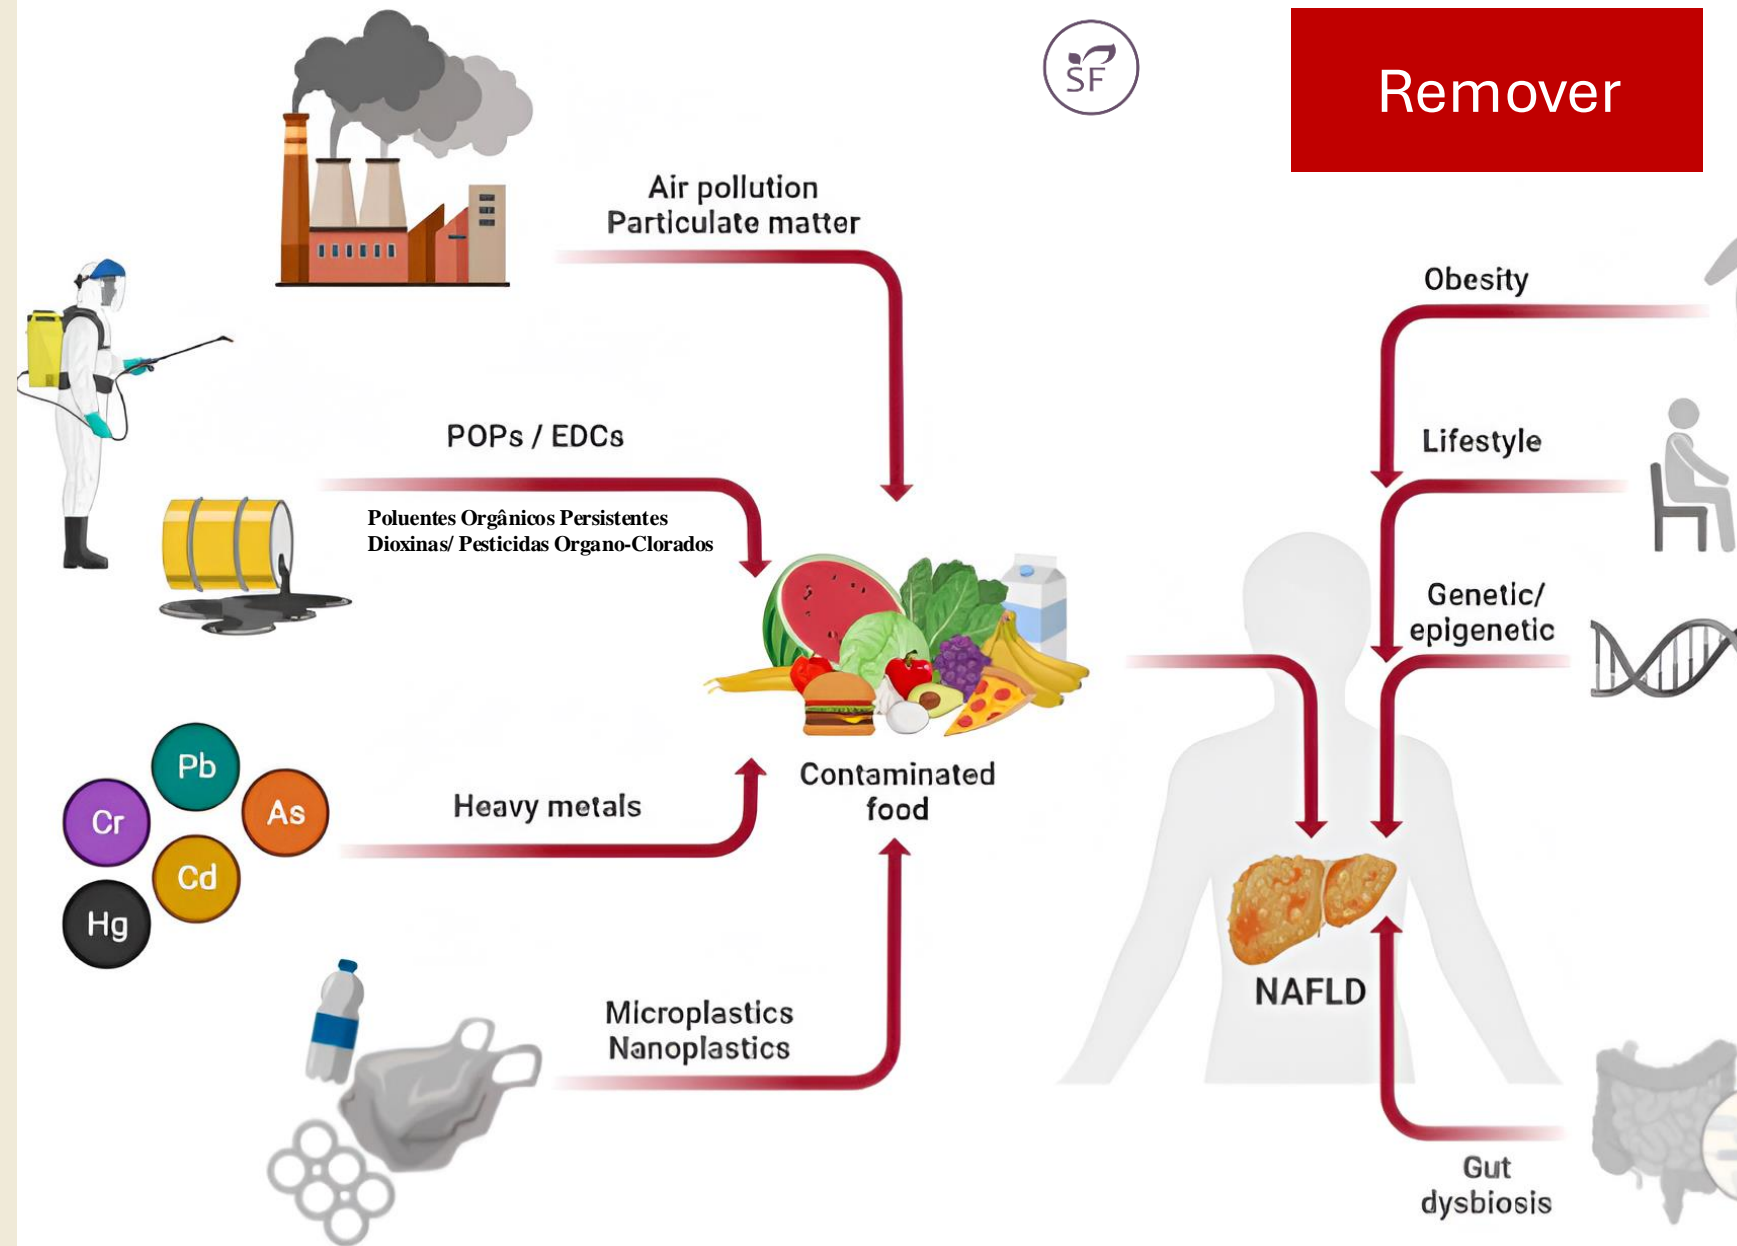 SF
Remover
Air pollution
Particulate matter
Obesity
POPs / EDCs
Lifestyle
Poluentes Orgânicos Persistentes
Dioxinas/ Pesticidas Organo-Clorados
Genetic/
epigenetic
Pb
Cr
As
Cd
Hg
Heavy metals
Contaminated
food
NAFLD
Microplastics
Nanoplastics
Gut
dysbiosis